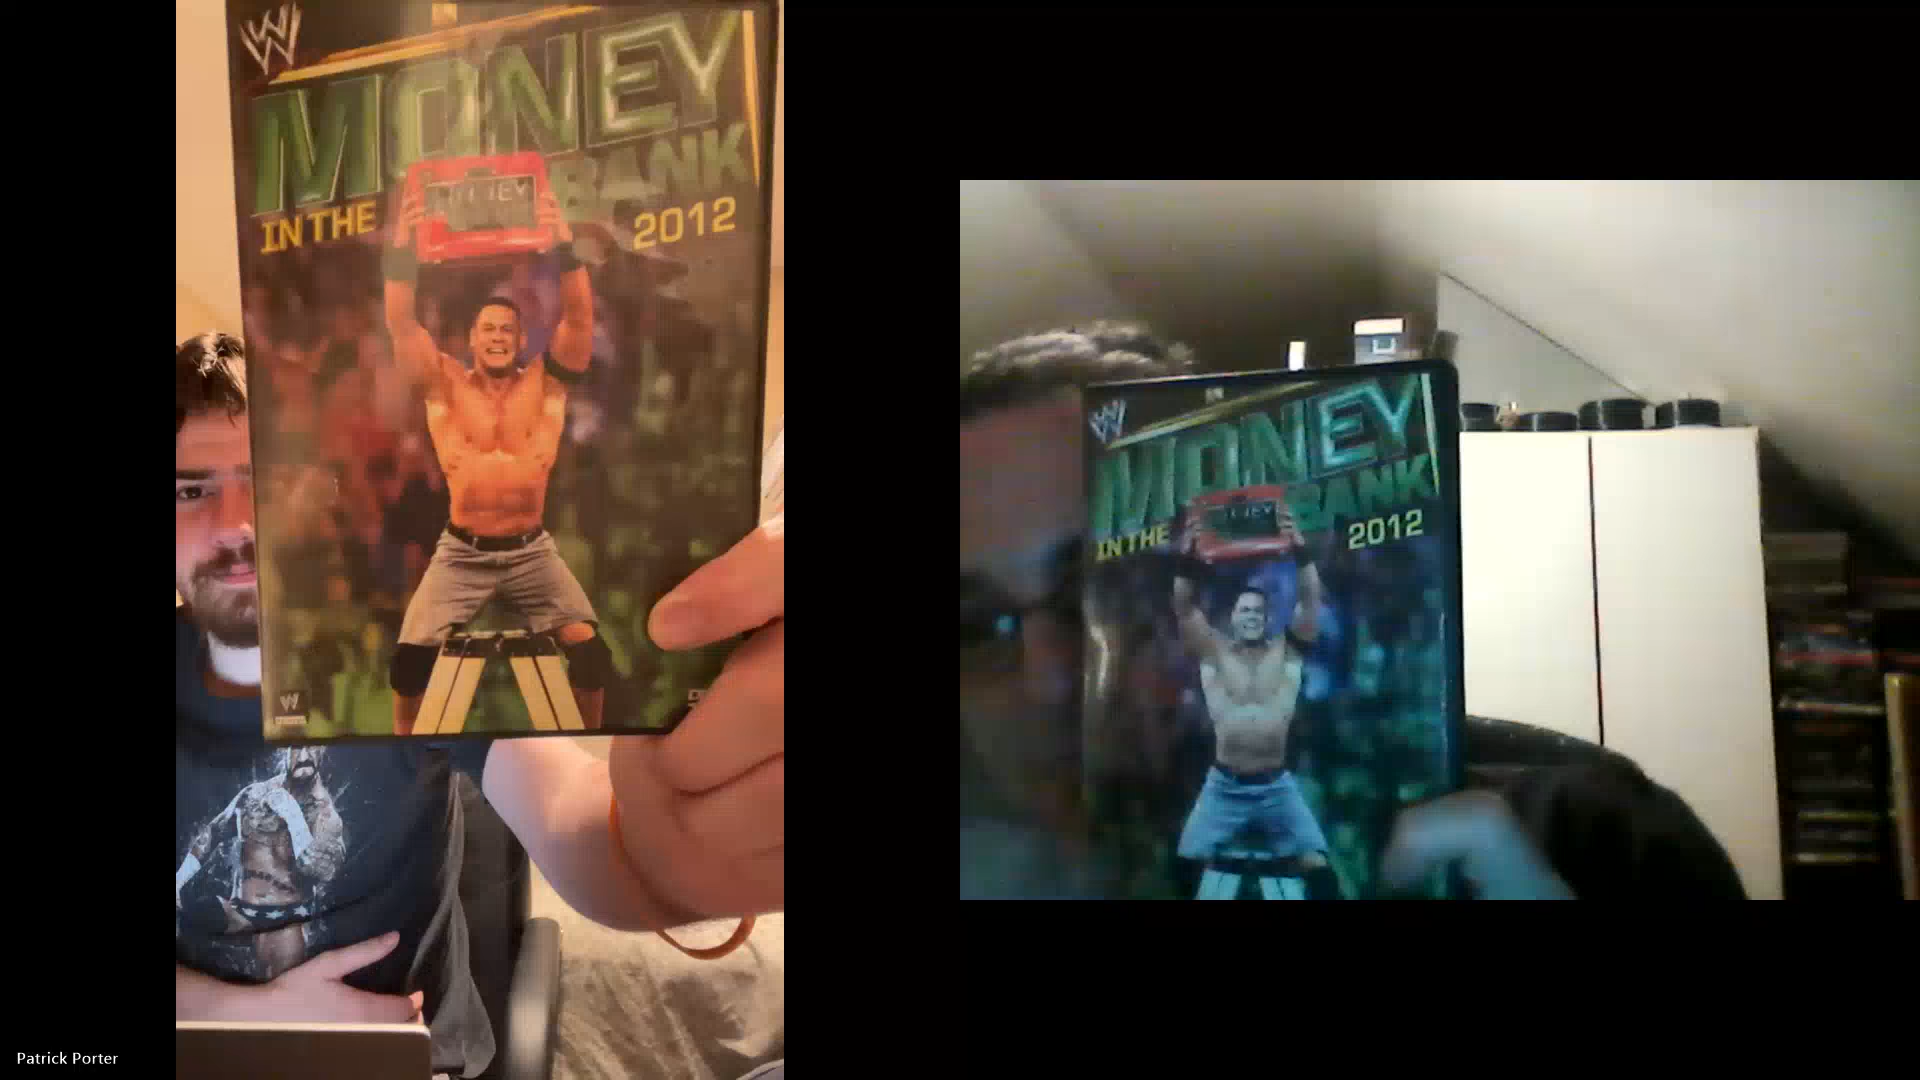 W
MONEY
IN THE BANK
2012
W
Patrick Porter
W
MONEY
IN THE BANK
2012